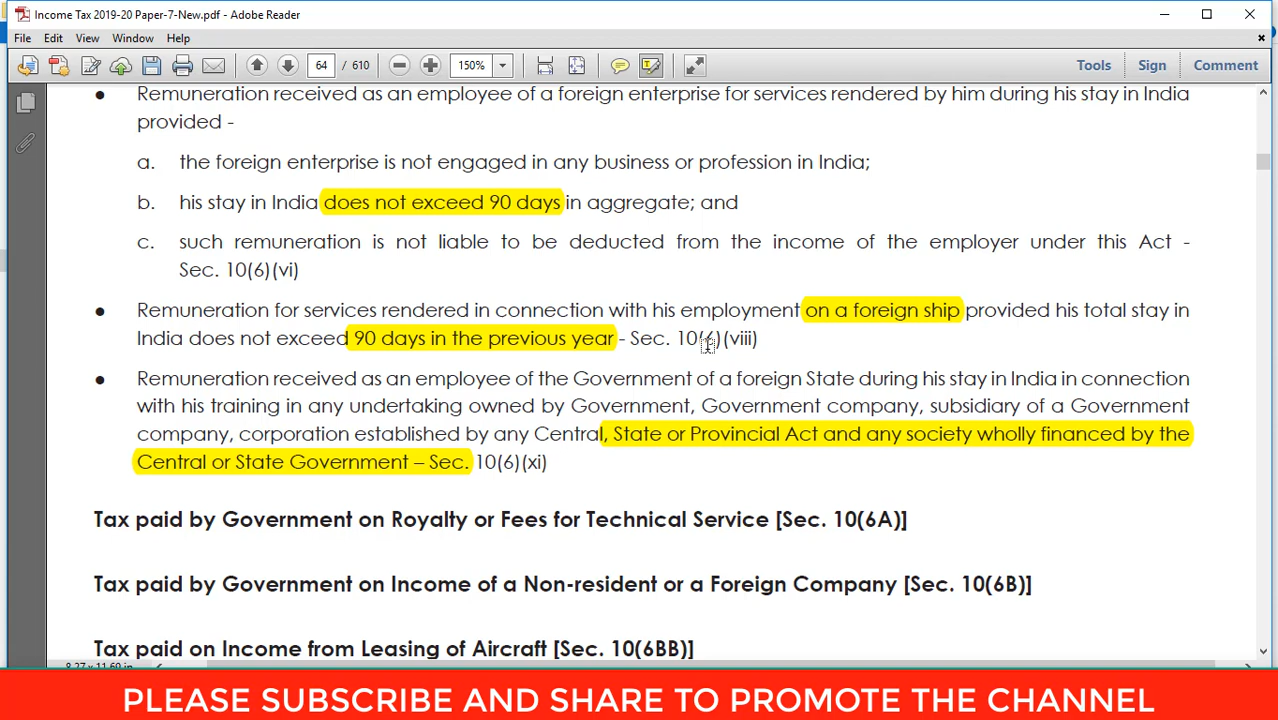 Income Tax 2019-20 Paper-7-New.pdf - Adobe Reader
File Edit View Window Help
64 / 610 150% Tools Sign Comment
Remuneration received as an employee of a foreign enterprise for services rendered by him during his stay in India
provided -
a. the foreign enterprise is not engaged in any business or profession in India;
b. his stay in India does not exceed 90 days in aggregate; and
c. such remuneration is not liable to be deducted from the income of the employer under this Act -
Sec. 10(6)(vi)
Remuneration for services rendered in connection with his employment on a foreign ship provided his total stay in
India does not exceed 90 days in the previous year - Sec. 10(6)(viii)
Remuneration received as an employee of the Government of a foreign State during his stay in India in connection
with his training in any undertaking owned by Government, Government company, subsidiary of a Government
company, corporation established by any Central, State or Provincial Act and any society wholly financed by the
Central or State Government – Sec. 10(6)(xi)
Tax paid by Government on Royalty or Fees for Technical Service [Sec. 10(6A)]
Tax paid by Government on Income of a Non-resident or a Foreign Company [Sec. 10(6B)]
Tax paid on Income from Leasing of Aircraft [Sec. 10(6BB)]
8.27 x 11.69 in
PLEASE SUBSCRIBE AND SHARE TO PROMOTE THE CHANNEL